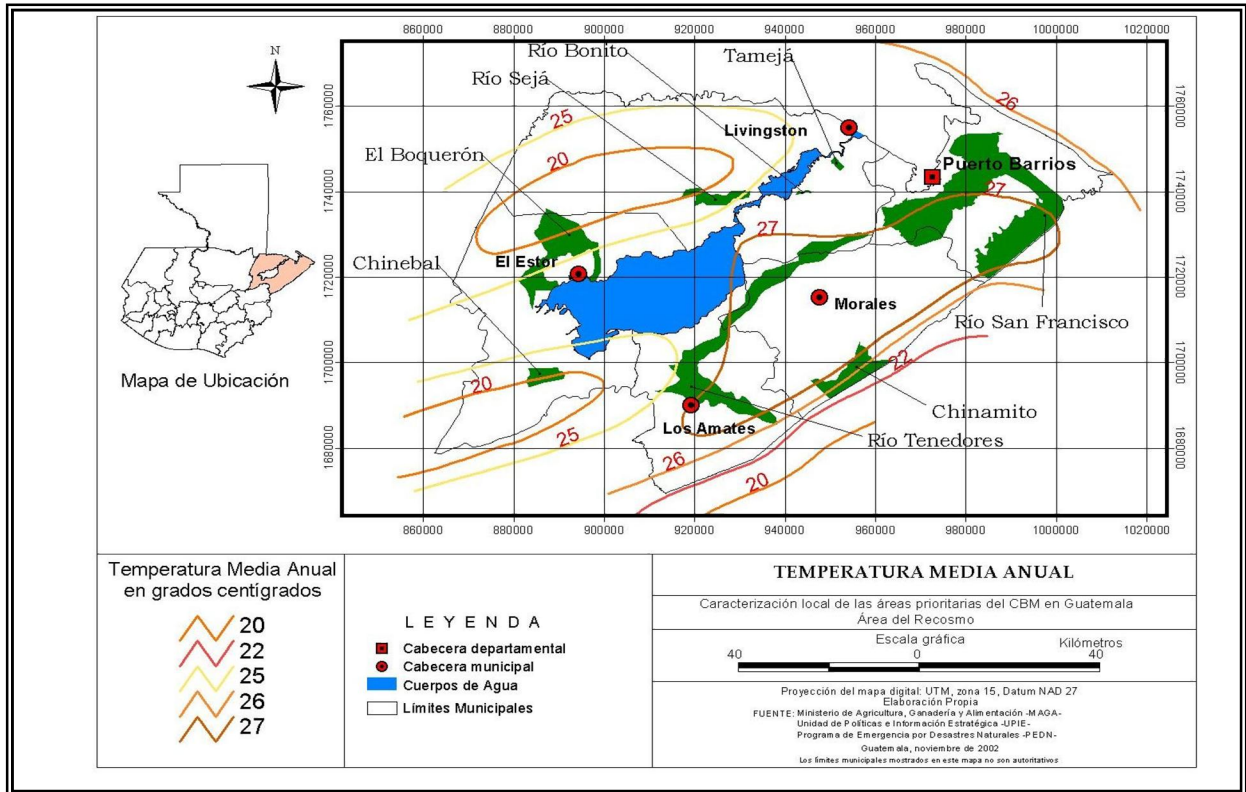 N
Mapa de Ubicación
860000 880000 900000 920000 940000 960000 980000 1000000 1020000
Río Bonito
Tamejá
Río Sejá
El Boquerón
Chinebal
Livingston
Puerto Barrios
El Estor
Morales
Los Amates
Río San Francisco
Chinamito
Río Tenedores
25
20
26
27
27
20
25
22
26
20
1760000
1740000
1720000
1700000
1680000
1760000
1740000
1720000
1700000
1680000
860000 880000 900000 920000 940000 960000 980000 1000000 1020000
Temperatura Media Anual
en grados centígrados
20
22
25
26
27
LEYENDA
Cabecera departamental
Cabecera municipal
Cuerpos de Agua
Límites Municipales
TEMPERATURA MEDIA ANUAL
Caracterización local de las áreas prioritarias del CBM en Guatemala
Área del Recosmo
Escala gráfica
Kilómetros
40 0 40
Proyección del mapa digital: UTM, zona 15, Datum NAD 27
Elaboración Propia
FUENTE: Ministerio de Agricultura, Ganadería y Alimentación -MAGA-
Unidad de Políticas e Información Estratégica -UPIE-
Programa de Emergencia por Desastres Naturales -PEDN-
Guatemala, noviembre de 2002
Los límites municipales mostrados en este mapa no son autoritativos